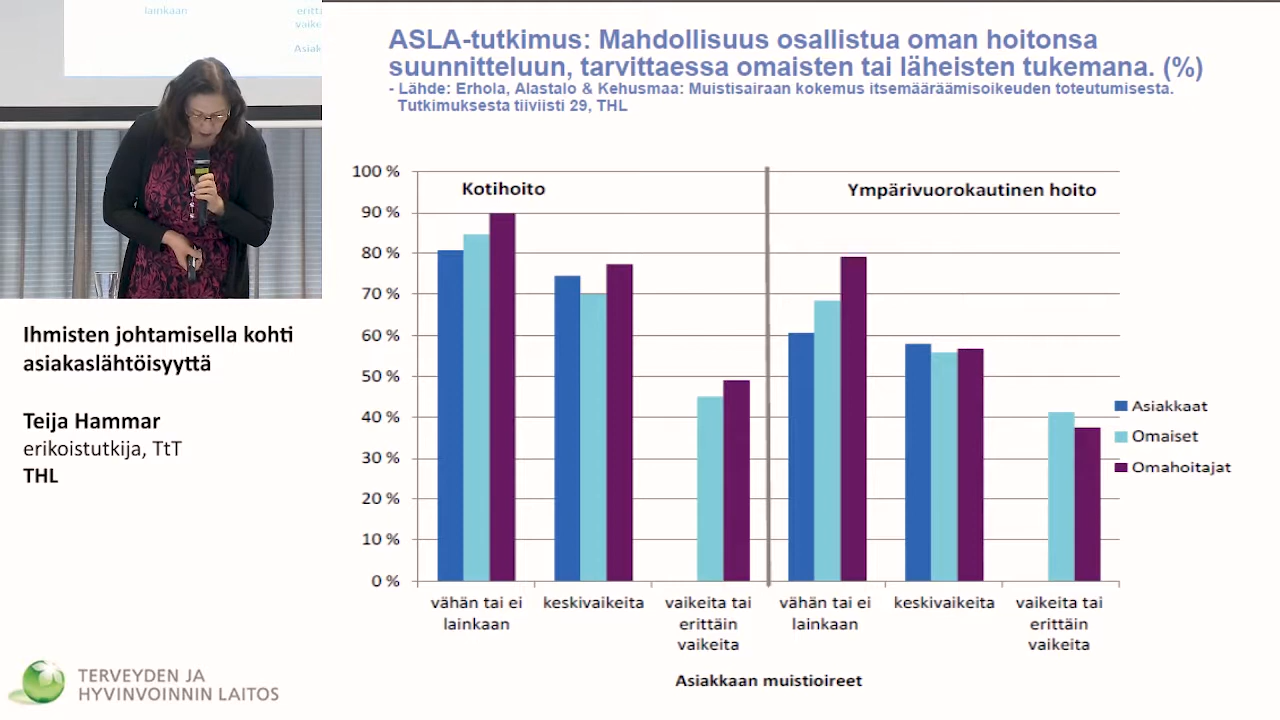 lainkaan
Asiak
ASLA-tutkimus: Mahdollisuus osallistua oman hoitonsa
suunnitteluun, tarvittaessa omaisten tai läheisten tukemana. (%)
- Lähde: Erhola, Alastalo & Kehusmaa: Muistisairaan kokemus itsemääräämisoikeuden toteutumisesta.
Tutkimuksesta tiiviisti 29, THL
Ihmisten johtamisella kohti
asiakaslähtöisyyttä
Teija Hammar
erikoistutkija, TtT
THL
TERVEYDEN JA
HYVINVOINNIN LAITOS
Kotihoito
Ympärivuorokautinen hoito
100 %
90 %
80 %
70 %
60 %
50 %
40 %
30 %
20 %
10 %
0 %
Asiakkaat
Omaiset
Omahoitajat
vähän tai ei
lainkaan
keskivaikeita
vaikeita tai
erittäin
vaikeita
vähän tai ei
lainkaan
keskivaikeita
vaikeita tai
erittäin
vaikeita
Asiakkaan muistioireet